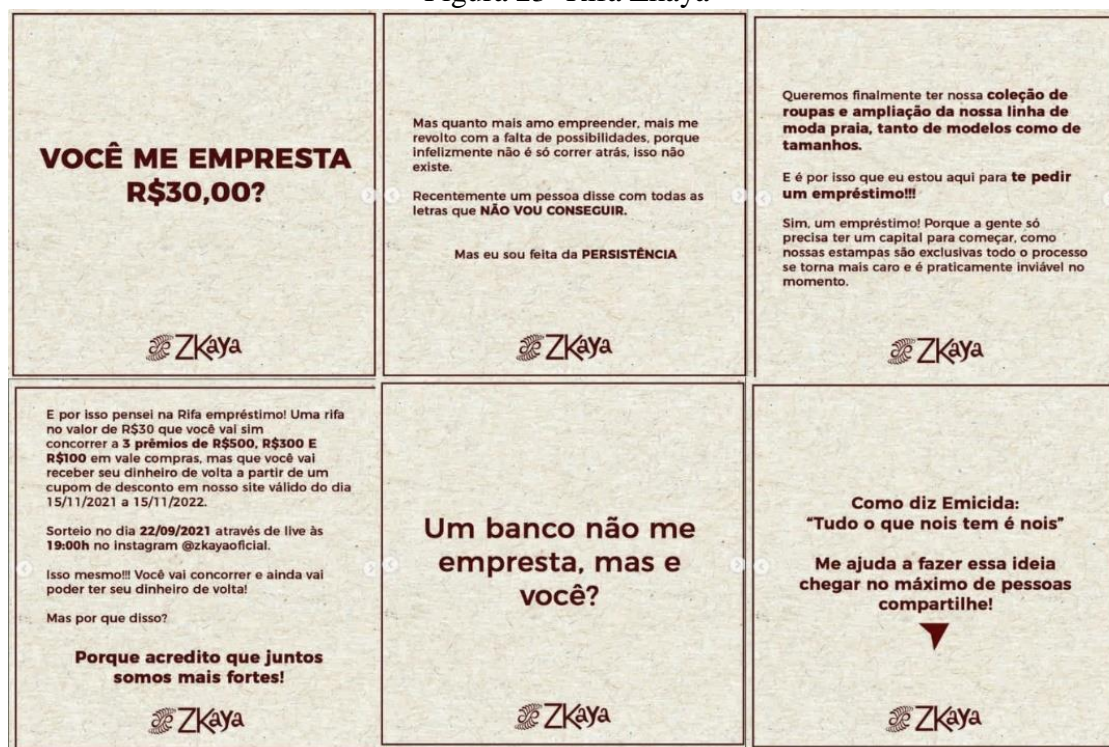 Figura 23- Rifa Zkaya
VOCÊ ME EMPRESTA
R$30,00?
ZKaya
Mas quanto mais amo empreender, mais me
revolto com a falta de possibilidades, porque
infelizmente não é só correr atrás, isso não
existe.
Recentemente um pessoa disse com todas as
letras que NÃO VOU CONSEGUIR.
Mas eu sou feita da PERSISTÊNCIA
ZKaya
Queremos finalmente ter nossa coleção de
roupas e ampliação da nossa linha de
moda praia, tanto de modelos como de
tamanhos.
E é por isso que eu estou aqui para te pedir
um empréstimo!!!
Sim, um empréstimo! Porque a gente só
precisa ter um capital para começar, como
nossas estampas são exclusivas todo o processo
se torna mais caro e é praticamente inviável no
momento.
ZKaya
E por isso pensei na Rifa empréstimo! Uma rifa
no valor de R$30 que você vai sim
concorrer a 3 prêmios de R$500, R$300 E
R$100 em vale compras, mas que você vai
receber seu dinheiro de volta a partir de um
cupom de desconto em nosso site válido do dia
15/11/2021 a 15/11/2022.
Sorteio no dia 22/09/2021 através de live às
19:00h no instagram @zkayaoficial.
Isso mesmo!!! Você vai concorrer e ainda vai
poder ter seu dinheiro de volta!
Mas por que disso?
Porque acredito que juntos
somos mais fortes!
ZKaya
Um banco não me
empresta, mas e
você?
ZKaya
Como diz Emicida:
“Tudo o que nois tem é nois”
Me ajuda a fazer essa ideia
chegar no máximo de pessoas
compartilhe!
ZKaya